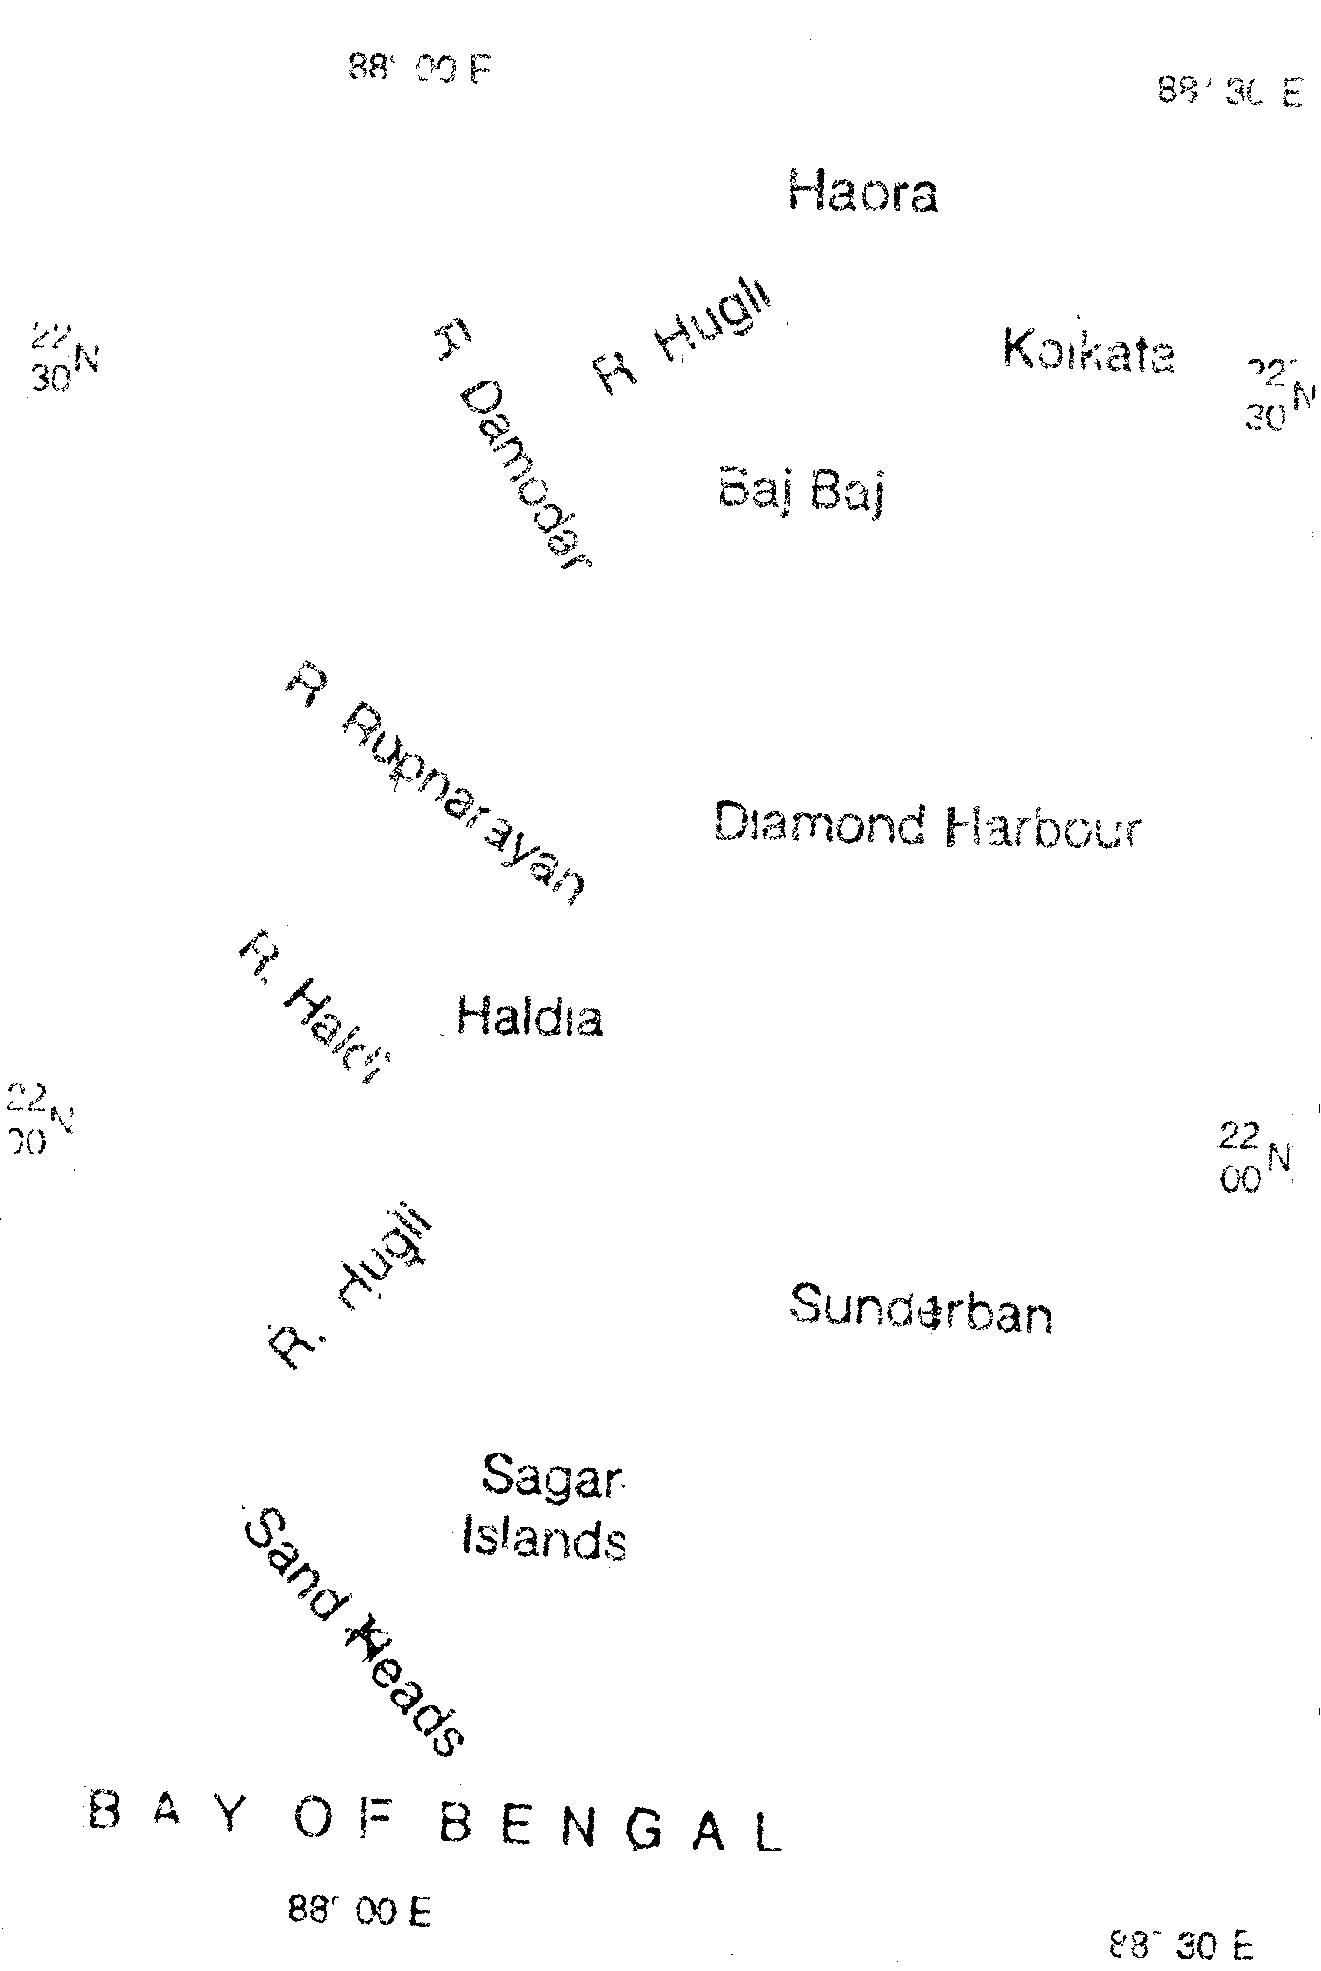 88° 00 E
88° 30 E
Haora
R Hugli
R Damodar
22
30 N
Kolkata
22°
30 N
Baj Baj
R Rupnarayan
Diamond Harbour
R. Haldi
Haldia
22
00 N
22
00 N
R. Hugli
Sunderban
Sagar
Islands
Sand Heads
BAY OF BENGAL
88° 00 E
88° 30 E